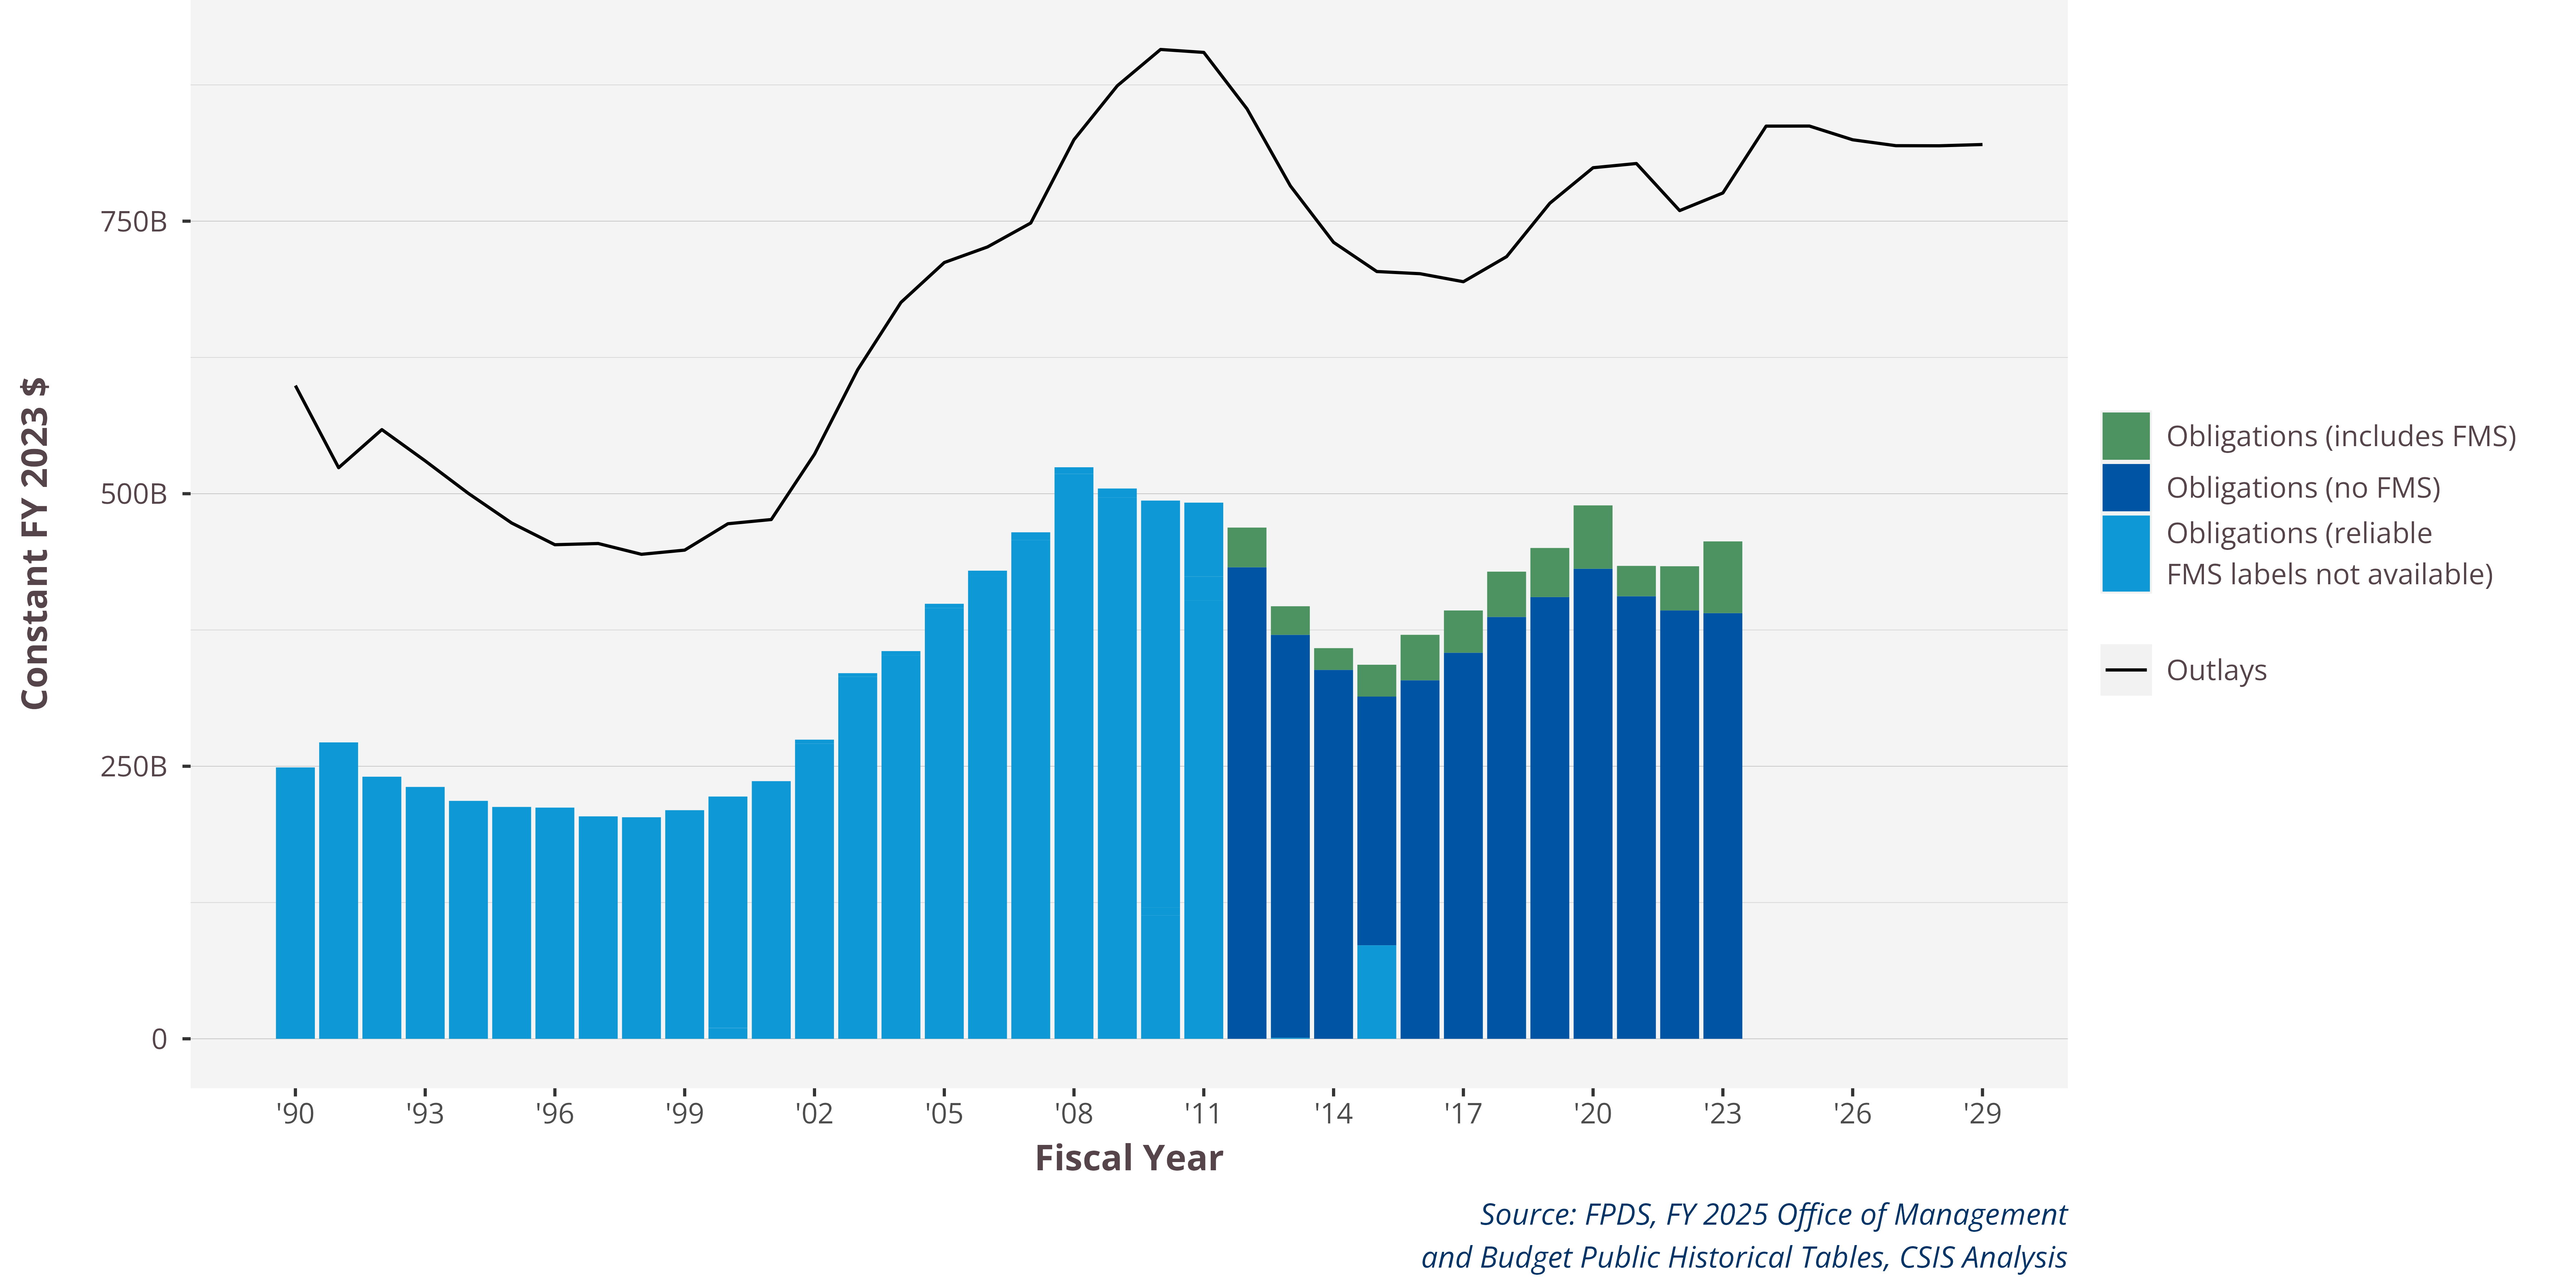 Constant FY 2023 $
750B
500B
250B
0
'90 '93 '96 '99 '02 '05 '08 '11 '14 '17 '20 '23 '26 '29
Fiscal Year
Obligations (includes FMS)
Obligations (no FMS)
Obligations (reliable
FMS labels not available)
Outlays
Source: FPDS, FY 2025 Office of Management
and Budget Public Historical Tables, CSIS Analysis